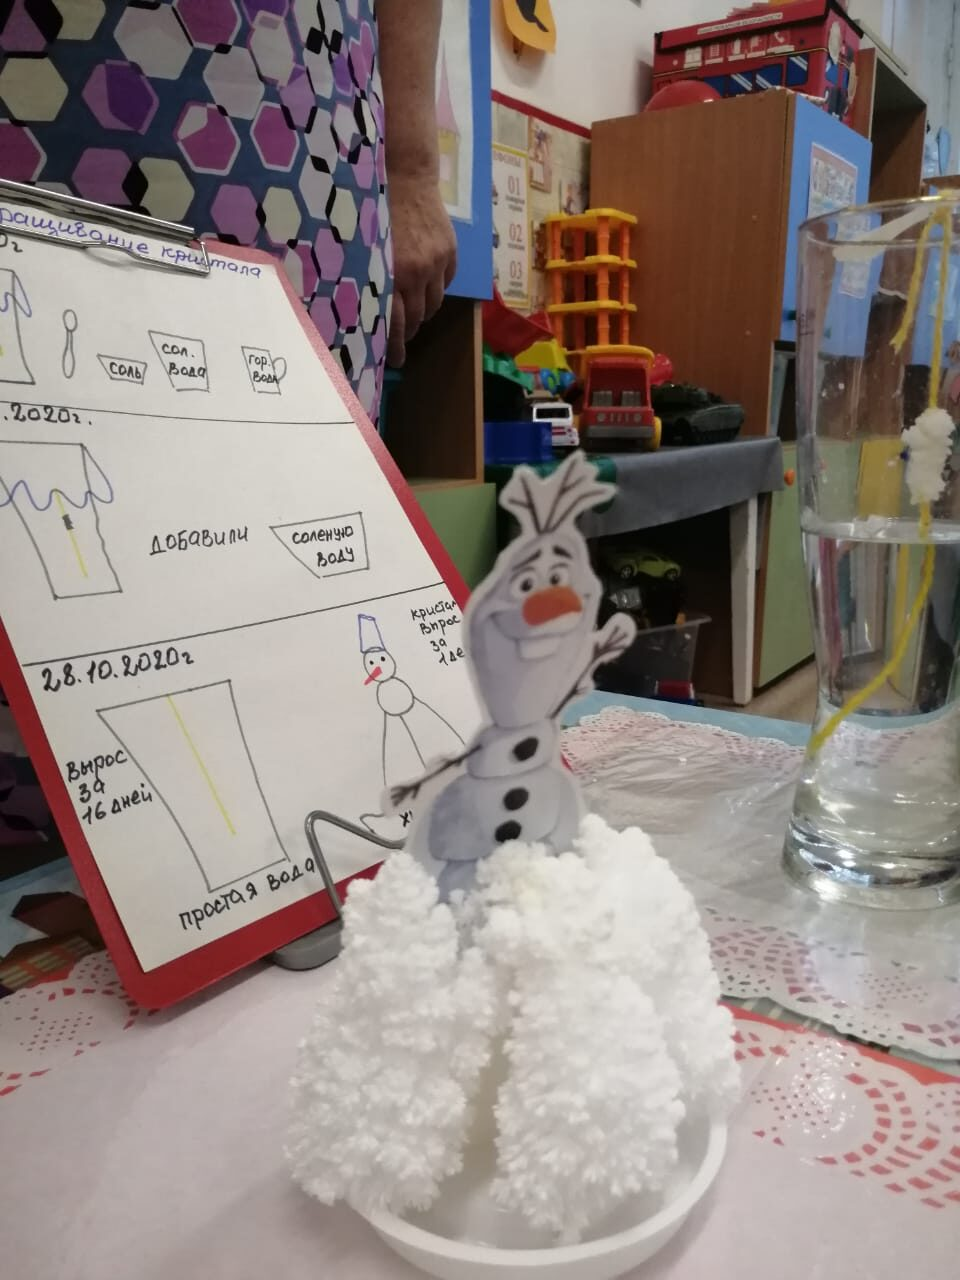 ращивание кристала
0г
соль
сол.
вода
гор.
вода
.2020г.
добавили
соленую
воду
28.10.2020г
Вырос
за
16 дней
простая вода
кристал
вырос
за
1 де
01
02
03